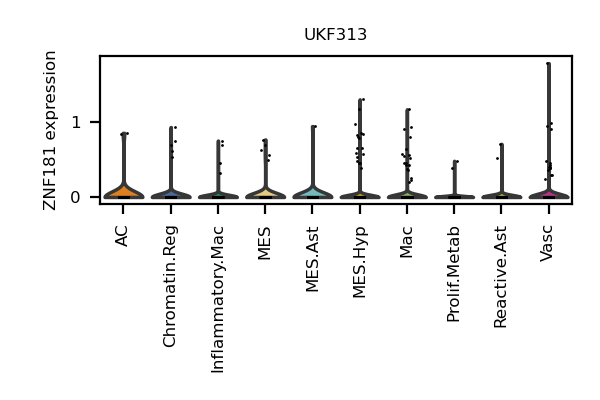 UKF313
ZNF181 expression
1
0
AC
Chromatin.Reg
Inflammatory.Mac
MES
MES.Ast
MES.Hyp
Mac
Prolif.Metab
Reactive.Ast
Vasc